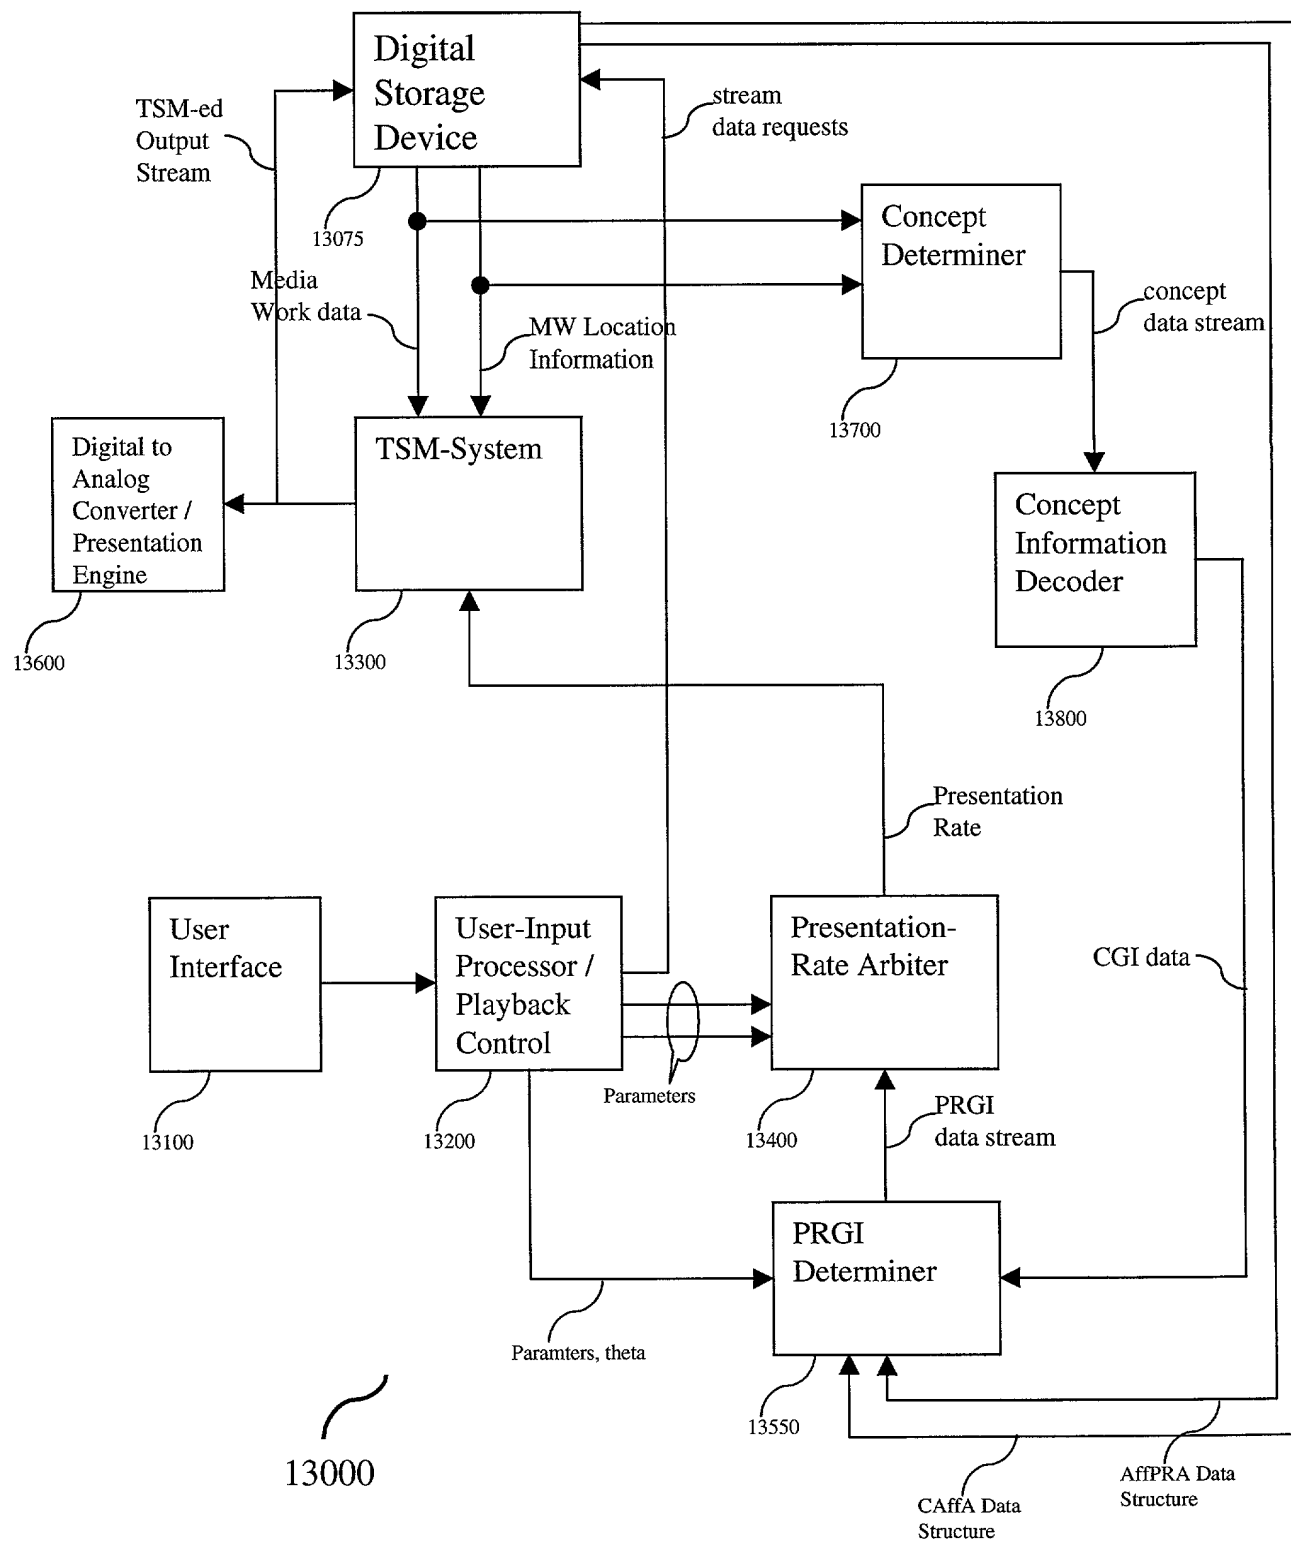 Digital
Storage
Device
TSM-ed
Output
Stream
stream
data requests
13075
Concept
Determiner
Media
Work data
MW Location
Information
concept
data stream
13700
Digital to
Analog
Converter /
Presentation
Engine
TSM-System
Concept
Information
Decoder
13600
13300
13800
Presentation
Rate
User
Interface
User-Input
Processor /
Playback
Control
Presentation-
Rate Arbiter
CGI data
Parameters
13100
13200
13400
PRGI
data stream
PRGI
Determiner
Paramters, theta
13550
13000
AffPRA Data
Structure
CAffA Data
Structure